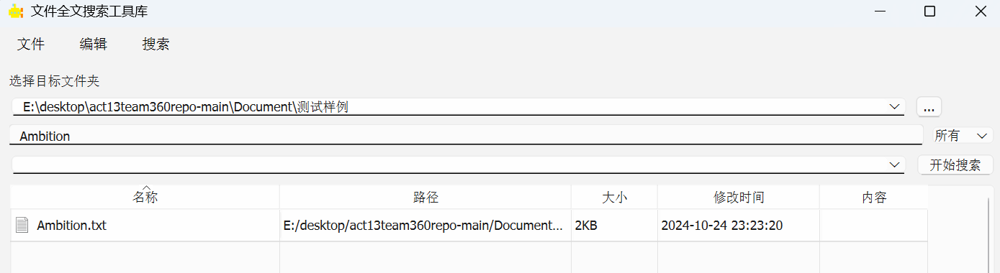 文件全文搜索工具库
文件 编辑 搜索
选择目标文件夹
E:\desktop\act13team360repo-main\Document\测试样例
...
Ambition
所有
开始搜索
名称 路径 大小 修改时间 内容
Ambition.txt E:/desktop/act13team360repo-main/Document... 2KB 2024-10-24 23:23:20